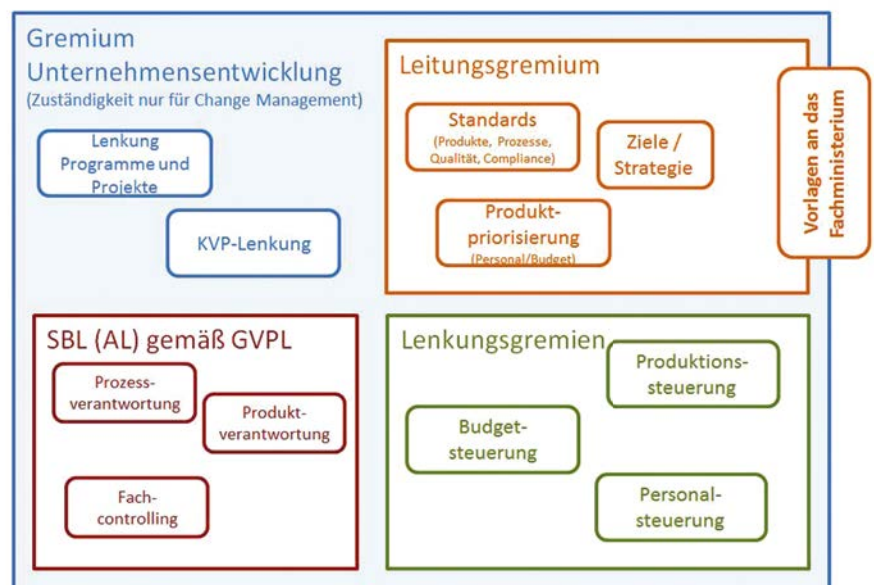 Gremium
Unternehmensentwicklung
(Zuständigkeit nur für Change Management)
Lenkung
Programme und
Projekte
KVP-Lenkung
Leitungsgremium
Standards
(Produkte, Prozesse,
Qualität, Compliance)
Ziele /
Strategie
Produkt-
priorisierung
(Personal/Budget)
Vorlagen an das
Fachministerium
SBL (AL) gemäß GVPL
Prozess-
verantwortung
Produkt-
verantwortung
Fach-
controlling
Lenkungsgremien
Produktions-
steuerung
Budget-
steuerung
Personal-
steuerung